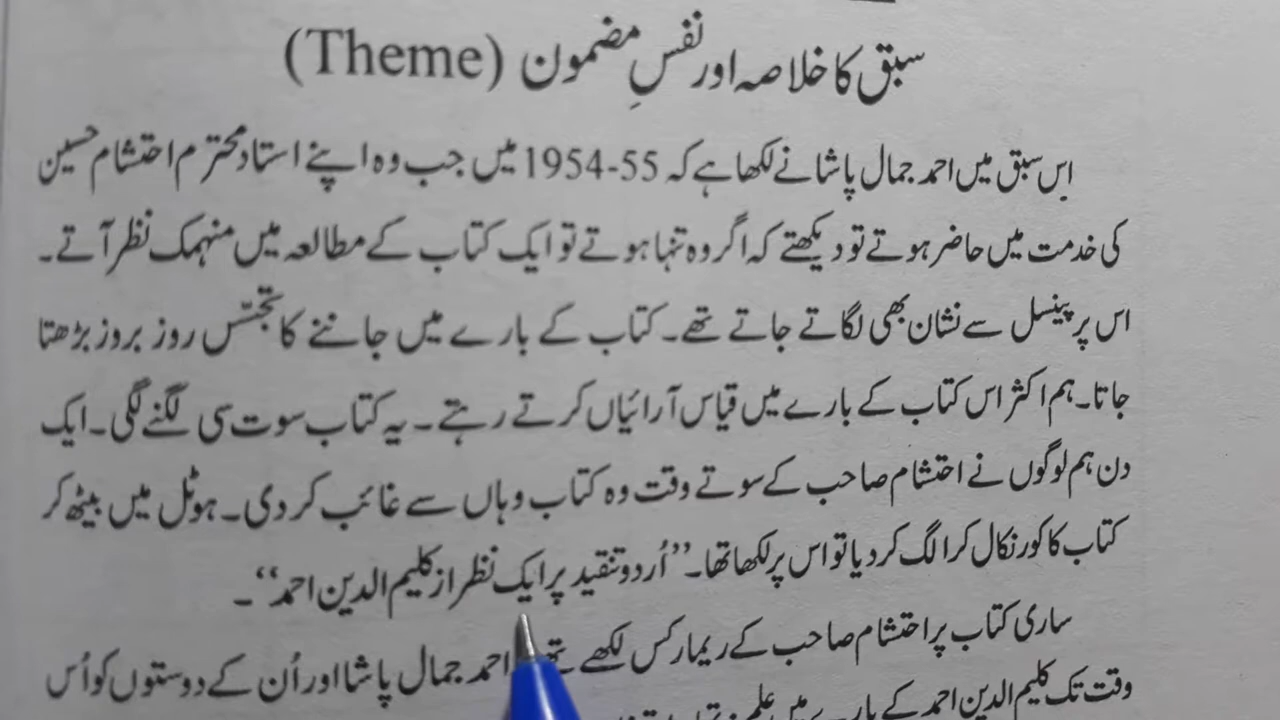 سبق کا خلاصہ اور نفسِ مضمون (Theme)
اِس سبق میں احمد جمال پاشا نے لکھا ہے کہ 1954-55 میں جب وہ اپنے استاد محترم احتشام حسین
کی خدمت میں حاضر ہوتے تو دیکھتے کہ اگر وہ تنہا ہوتے تو ایک کتاب کے مطالعہ میں منہمک نظر آتے۔
اس پر پینسل سے نشان بھی لگاتے جاتے تھے۔ کتاب کے بارے میں جاننے کا تجسّس روز بروز بڑھتا
جاتا۔ ہم اکثر اس کتاب کے بارے میں قیاس آرائیاں کرتے رہتے۔ یہ کتاب سوت سی لگنے لگی۔ ایک
دن ہم لوگوں نے احتشام صاحب کے سوتے وقت وہ کتاب وہاں سے غائب کر دی۔ ہوٹل میں بیٹھ کر
کتاب کا کور نکال کر الگ کر دیا تو اس پر لکھا تھا۔ ”اُردو تنقید پر ایک نظر از کلیم الدین احمد“۔
ساری کتاب پر احتشام صاحب کے ریمارکس لکھے احمد جمال پاشا اور اُن کے دوستوں کو اُس
وقت تک کلیم الدین احمد کے بارے میں علم